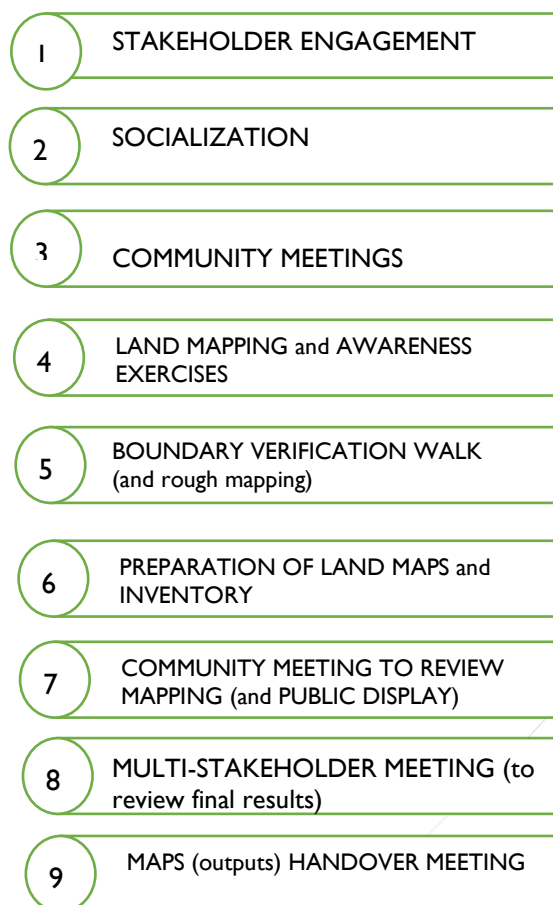 1
STAKEHOLDER ENGAGEMENT
2
SOCIALIZATION
3
COMMUNITY MEETINGS
4
LAND MAPPING and AWARENESS
EXERCISES
5
BOUNDARY VERIFICATION WALK
(and rough mapping)
6
PREPARATION OF LAND MAPS and
INVENTORY
7
COMMUNITY MEETING TO REVIEW
MAPPING (and PUBLIC DISPLAY)
8
MULTI-STAKEHOLDER MEETING (to
review final results)
9
MAPS (outputs) HANDOVER MEETING